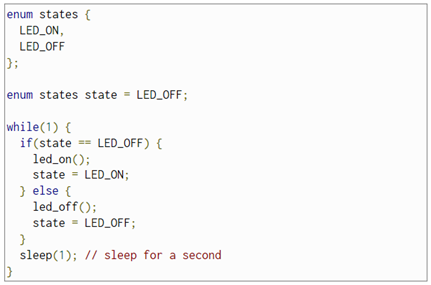 enum states {
  LED_ON,
  LED_OFF
};

enum states state = LED_OFF;

while(1) {
  if(state == LED_OFF) {
    led_on();
    state = LED_ON;
  } else {
    led_off();
    state = LED_OFF;
  }
  sleep(1); // sleep for a second
}